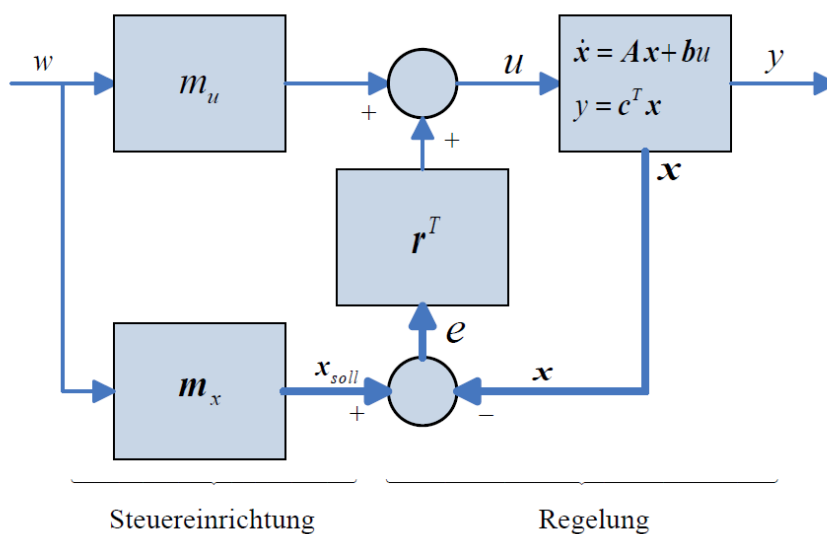 w
m_u
+
+
u
ẋ = Ax + bu
y = c^T x
y
x
r^T
e
m_x
x_soll
+
x
−
Steuereinrichtung
Regelung